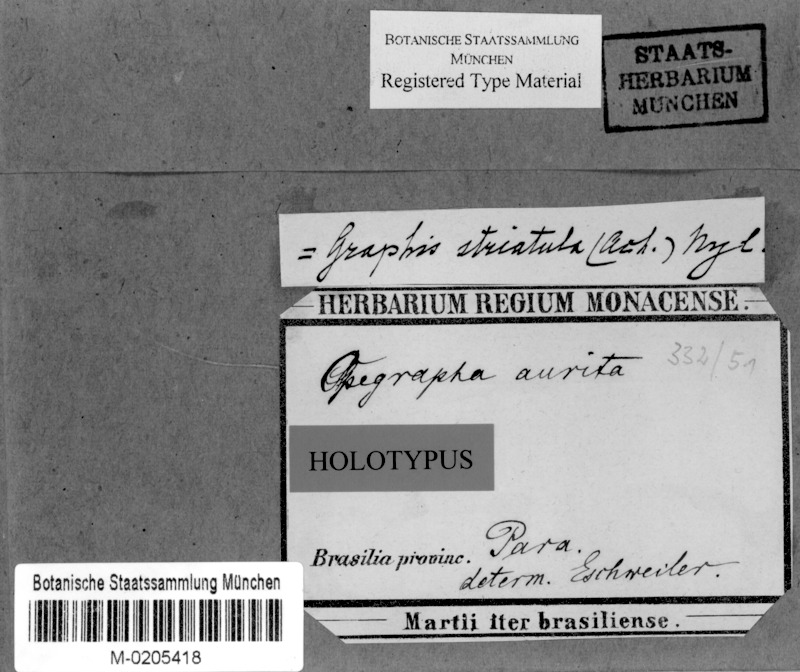 BOTANISCHE STAATSSAMMLUNG
MÜNCHEN
Registered Type Material
STAATS-
HERBARIUM
MÜNCHEN
= Graphis striatula (Ach.) Nyl.
HERBARIUM REGIUM MONACENSE.
Opegrapha aurita
332/51
HOLOTYPUS
Brasilia provinc. Para.
determ. Eschweiler.
Martii iter brasiliense.
Botanische Staatssammlung München
M-0205418